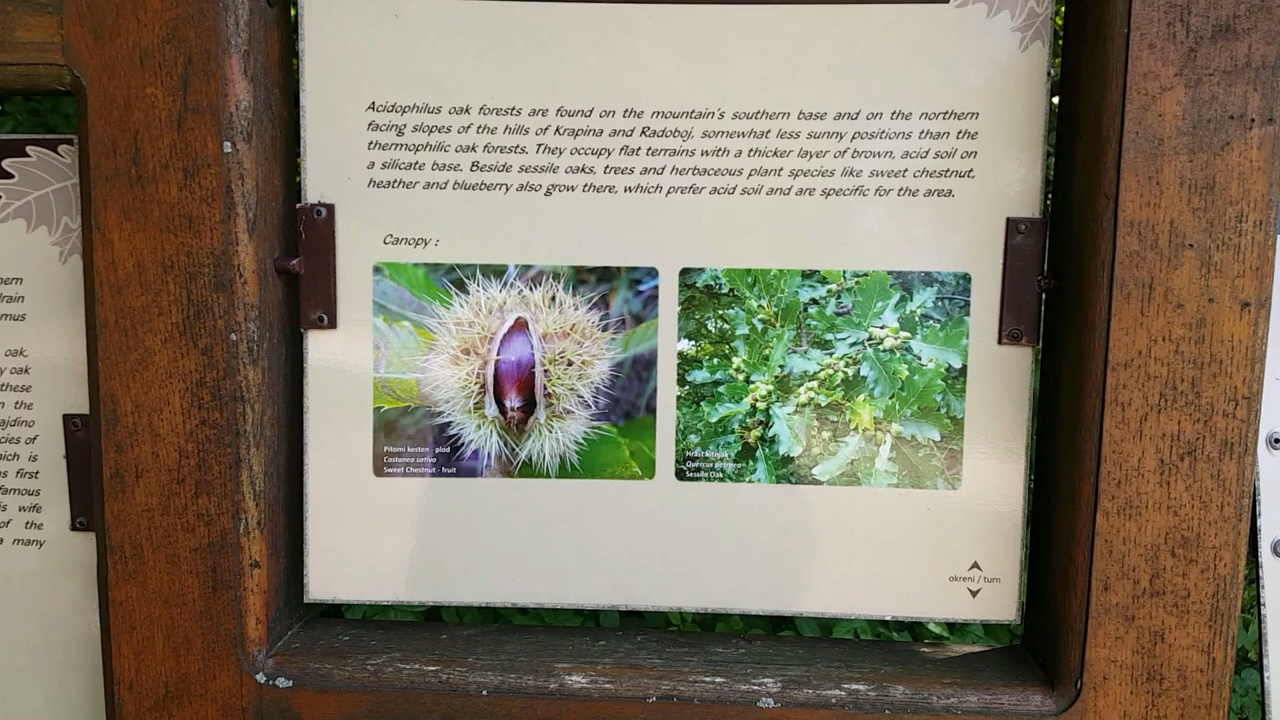 Acidophilus oak forests are found on the mountain's southern base and on the northern
facing slopes of the hills of Krapina and Radoboj, somewhat less sunny positions than the
thermophilic oak forests. They occupy flat terrains with a thicker layer of brown, acid soil on
a silicate base. Beside sessile oaks, trees and herbaceous plant species like sweet chestnut,
heather and blueberry also grow there, which prefer acid soil and are specific for the area.
Canopy :
Pitomi kesten - plod
Castanea sativa
Sweet Chestnut - fruit
Hrast kitnjak
Quercus petraea
Sessile Oak
okreni / turn
hern
drain
mus
oak,
y oak
these
n the
ajdino
cies of
hich is
as first
famous
is wife
of the
a many